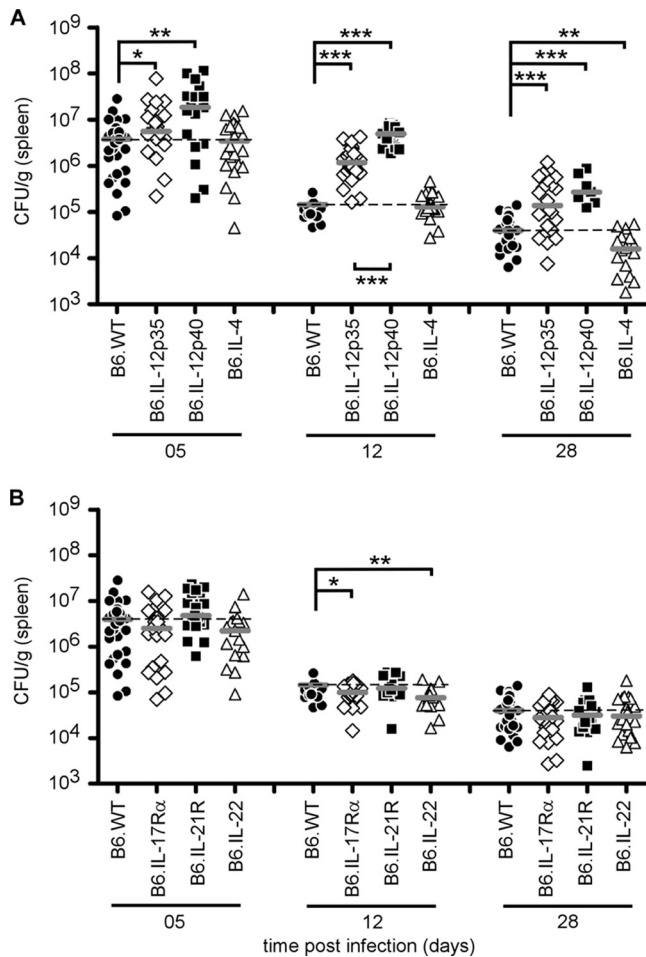 A
10⁹
10⁸
10⁷
10⁶
10⁵
10⁴
10³
CFU/g (spleen)
* ** *** *** *** *** *** **
B6.WT B6.IL-12p35 B6.IL-12p40 B6.IL-4 B6.WT B6.IL-12p35 B6.IL-12p40 B6.IL-4 B6.WT B6.IL-12p35 B6.IL-12p40 B6.IL-4
05 12 28
B
10⁹
10⁸
10⁷
10⁶
10⁵
10⁴
10³
CFU/g (spleen)
* **
B6.WT B6.IL-17Rα B6.IL-21R B6.IL-22 B6.WT B6.IL-17Rα B6.IL-21R B6.IL-22 B6.WT B6.IL-17Rα B6.IL-21R B6.IL-22
05 12 28
time post infection (days)